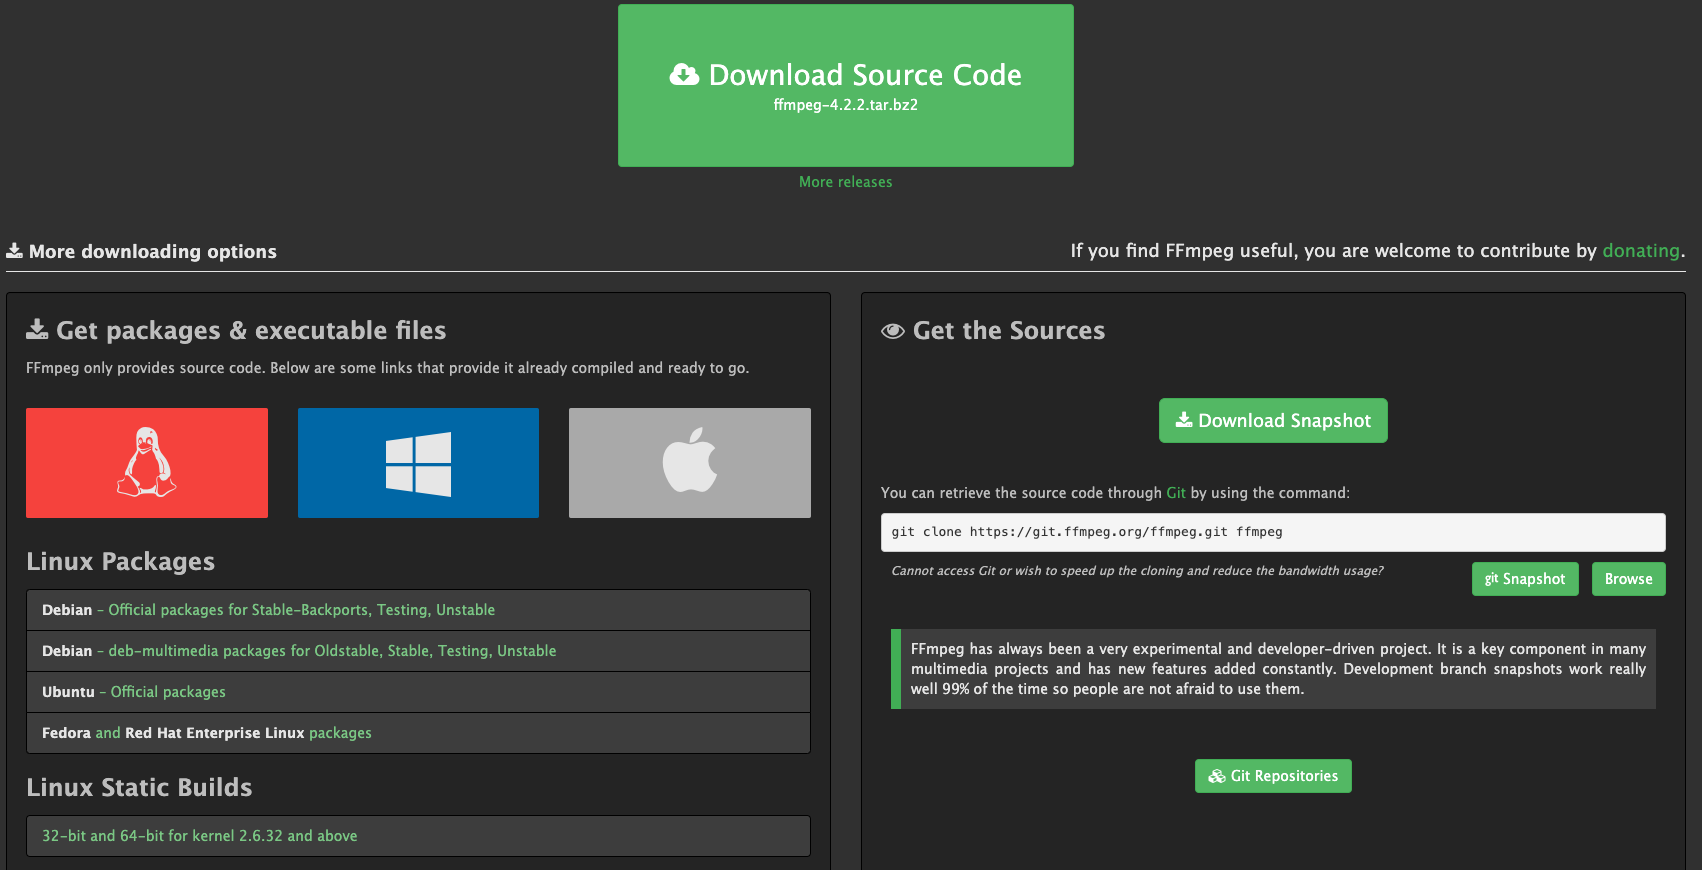 Download Source Code
ffmpeg-4.2.2.tar.bz2
More releases
More downloading options
If you find FFmpeg useful, you are welcome to contribute by donating.
Get packages & executable files
FFmpeg only provides source code. Below are some links that provide it already compiled and ready to go.
Linux Packages
Debian – Official packages for Stable-Backports, Testing, Unstable
Debian – deb-multimedia packages for Oldstable, Stable, Testing, Unstable
Ubuntu – Official packages
Fedora and Red Hat Enterprise Linux packages
Linux Static Builds
32-bit and 64-bit for kernel 2.6.32 and above
Get the Sources
Download Snapshot
You can retrieve the source code through Git by using the command:
git clone https://git.ffmpeg.org/ffmpeg.git ffmpeg
Cannot access Git or wish to speed up the cloning and reduce the bandwidth usage?
git Snapshot
Browse
FFmpeg has always been a very experimental and developer-driven project. It is a key component in many
multimedia projects and has new features added constantly. Development branch snapshots work really
well 99% of the time so people are not afraid to use them.
Git Repositories